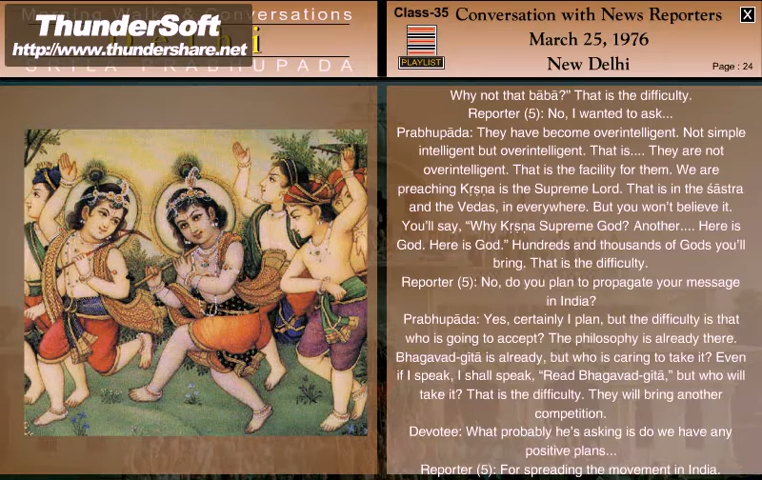 Morning Walks & Conversations
ThunderSoft
http://www.thundershare.net
SRILA PRABHUPADA
Class-35
PLAYLIST
Conversation with News Reporters
March 25, 1976
New Delhi
X
Page : 24
Why not that bābā?” That is the difficulty.
Reporter (5): No, I wanted to ask...
Prabhupāda: They have become overintelligent. Not simple
intelligent but overintelligent. That is.... They are not
overintelligent. That is the facility for them. We are
preaching Kṛṣṇa is the Supreme Lord. That is in the śāstra
and the Vedas, in everywhere. But you won’t believe it.
You’ll say, “Why Kṛṣṇa Supreme God? Another.... Here is
God. Here is God.” Hundreds and thousands of Gods you’ll
bring. That is the difficulty.
Reporter (5): No, do you plan to propagate your message
in India?
Prabhupāda: Yes, certainly I plan, but the difficulty is that
who is going to accept? The philosophy is already there.
Bhagavad-gītā is already, but who is caring to take it? Even
if I speak, I shall speak, “Read Bhagavad-gītā,” but who will
take it? That is the difficulty. They will bring another
competition.
Devotee: What probably he’s asking is do we have any
positive plans...
Reporter (5): For spreading the movement in India.